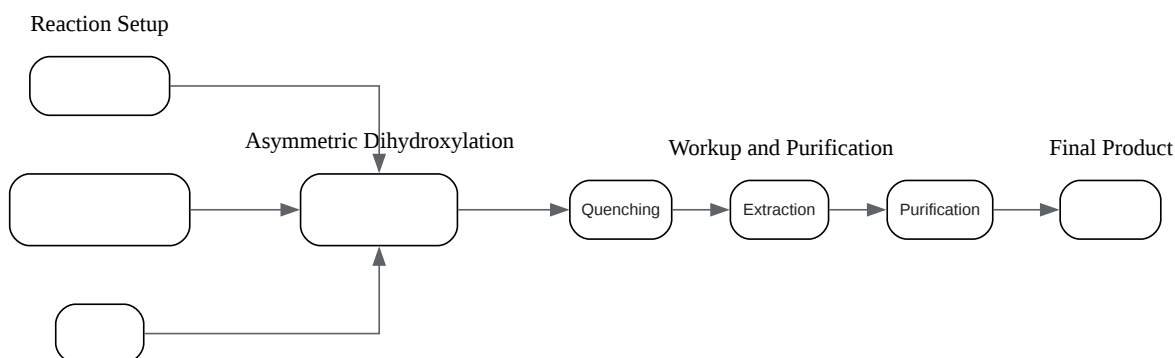 Reaction Setup
Asymmetric Dihydroxylation
Workup and Purification
Final Product
Quenching
Extraction
Purification